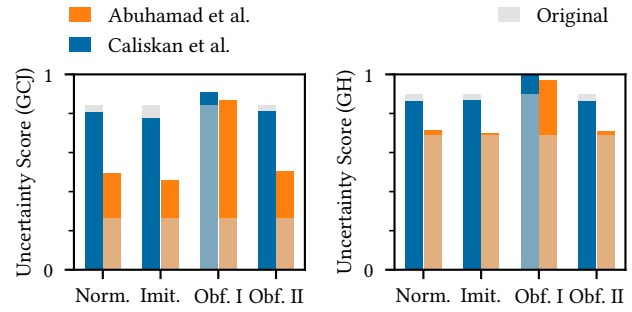 Abuhamad et al.
Caliskan et al.
Original
Uncertainty Score (GCJ)
1
0
Norm. Imit. Obf. I Obf. II
Uncertainty Score (GH)
1
0
Norm. Imit. Obf. I Obf. II